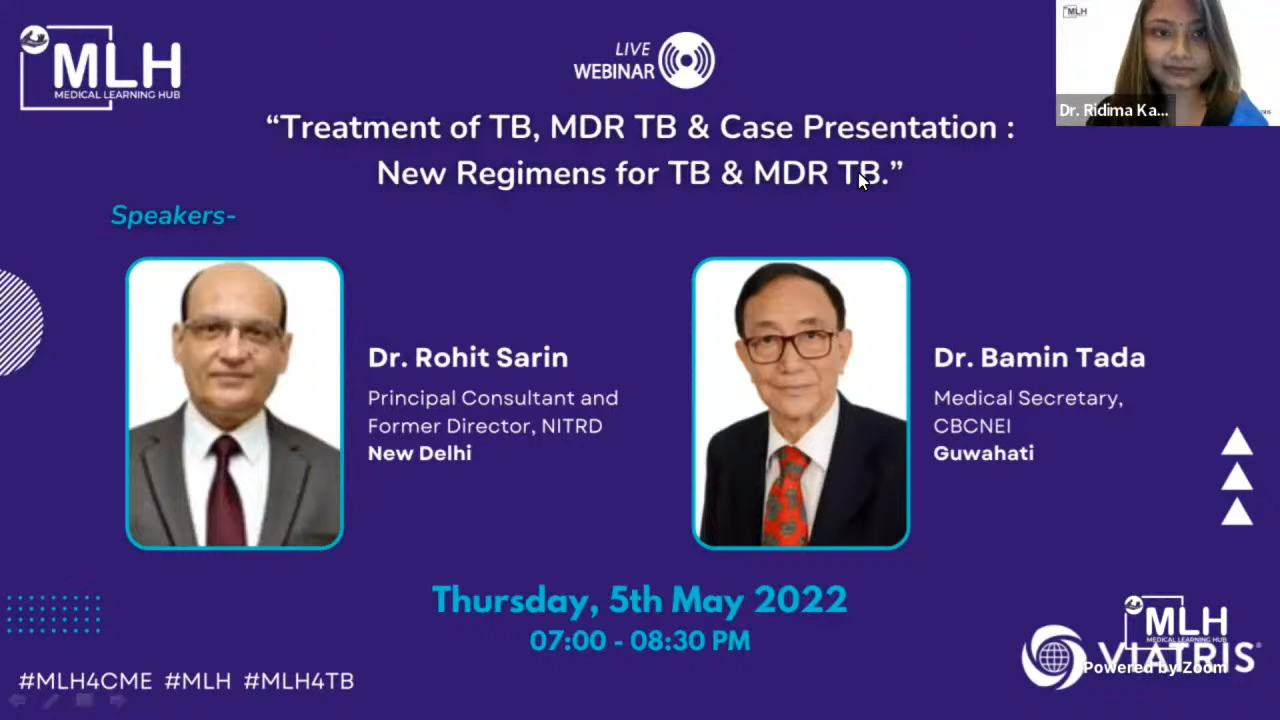 MLH
MEDICAL LEARNING HUB
LIVE
WEBINAR
MLH
Dr. Ridima Ka...
“Treatment of TB, MDR TB & Case Presentation :
New Regimens for TB & MDR TB.”
Speakers-
Dr. Rohit Sarin
Principal Consultant and
Former Director, NITRD
New Delhi
Dr. Bamin Tada
Medical Secretary,
CBCNEI
Guwahati
Thursday, 5th May 2022
07:00 - 08:30 PM
MLH
MEDICAL LEARNING HUB
VIATRIS
Powered by Zoom
#MLH4CME #MLH #MLH4TB